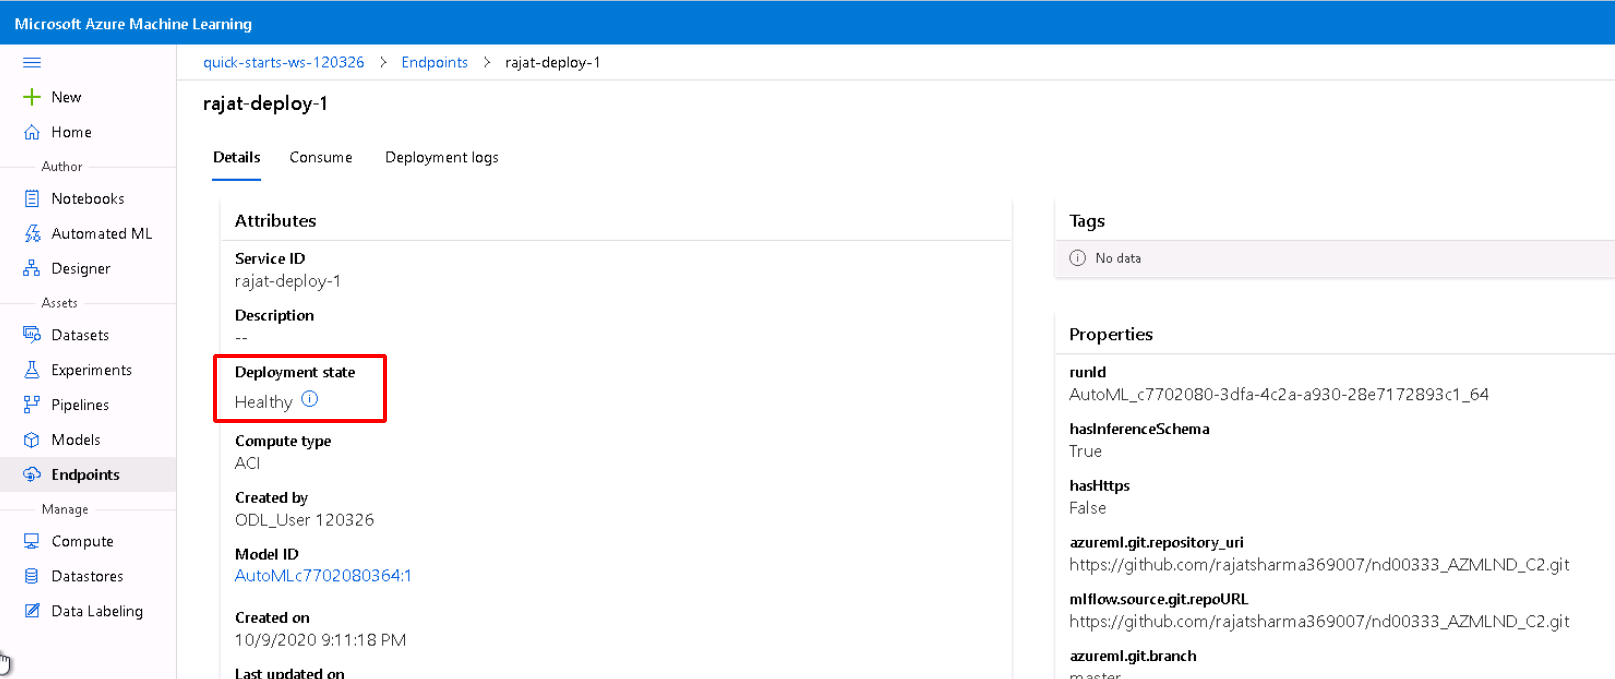 Microsoft Azure Machine Learning
quick-starts-ws-120326 > Endpoints > rajat-deploy-1
New
Home
Author
Notebooks
Automated ML
Designer
Assets
Datasets
Experiments
Pipelines
Models
Endpoints
Manage
Compute
Datastores
Data Labeling
rajat-deploy-1
Details Consume Deployment logs
Attributes
Service ID
rajat-deploy-1
Description
--
Deployment state
Healthy
Compute type
ACI
Created by
ODL_User 120326
Model ID
AutoMLc7702080364:1
Created on
10/9/2020 9:11:18 PM
Last updated on
Tags
No data
Properties
runId
AutoML_c7702080-3dfa-4c2a-a930-28e7172893c1_64
hasInferenceSchema
True
hasHttps
False
azureml.git.repository_uri
https://github.com/rajatsharma369007/nd00333_AZMLND_C2.git
mlflow.source.git.repoURL
https://github.com/rajatsharma369007/nd00333_AZMLND_C2.git
azureml.git.branch
master